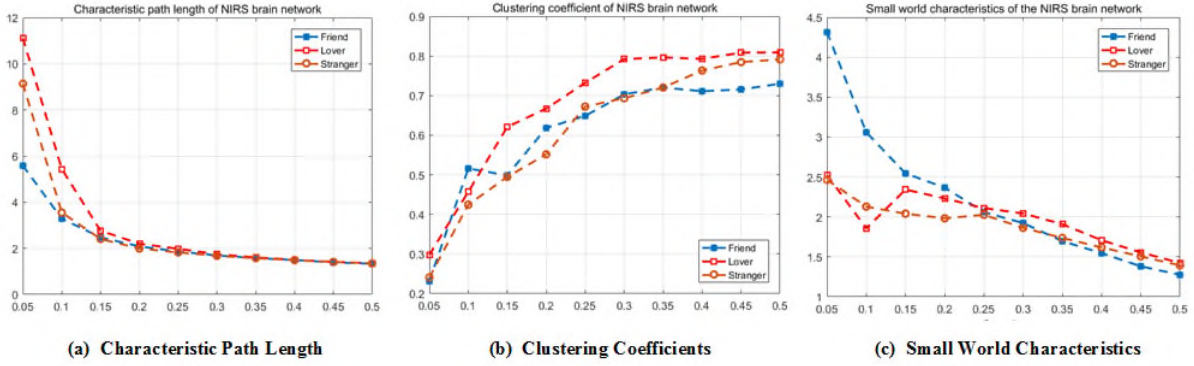 Characteristic path length of NIRS brain network
12
10
8
6
4
2
0
0.05 0.1 0.15 0.2 0.25 0.3 0.35 0.4 0.45 0.5
Friend
Lover
Stranger
(a) Characteristic Path Length
Clustering coefficient of NIRS brain network
0.9
0.8
0.7
0.6
0.5
0.4
0.3
0.2
0.05 0.1 0.15 0.2 0.25 0.3 0.35 0.4 0.45 0.5
Friend
Lover
Stranger
(b) Clustering Coefficients
Small world characteristics of the NIRS brain network
4.5
4
3.5
3
2.5
2
1.5
1
0.05 0.1 0.15 0.2 0.25 0.3 0.35 0.4 0.45 0.5
Friend
Lover
Stranger
(c) Small World Characteristics